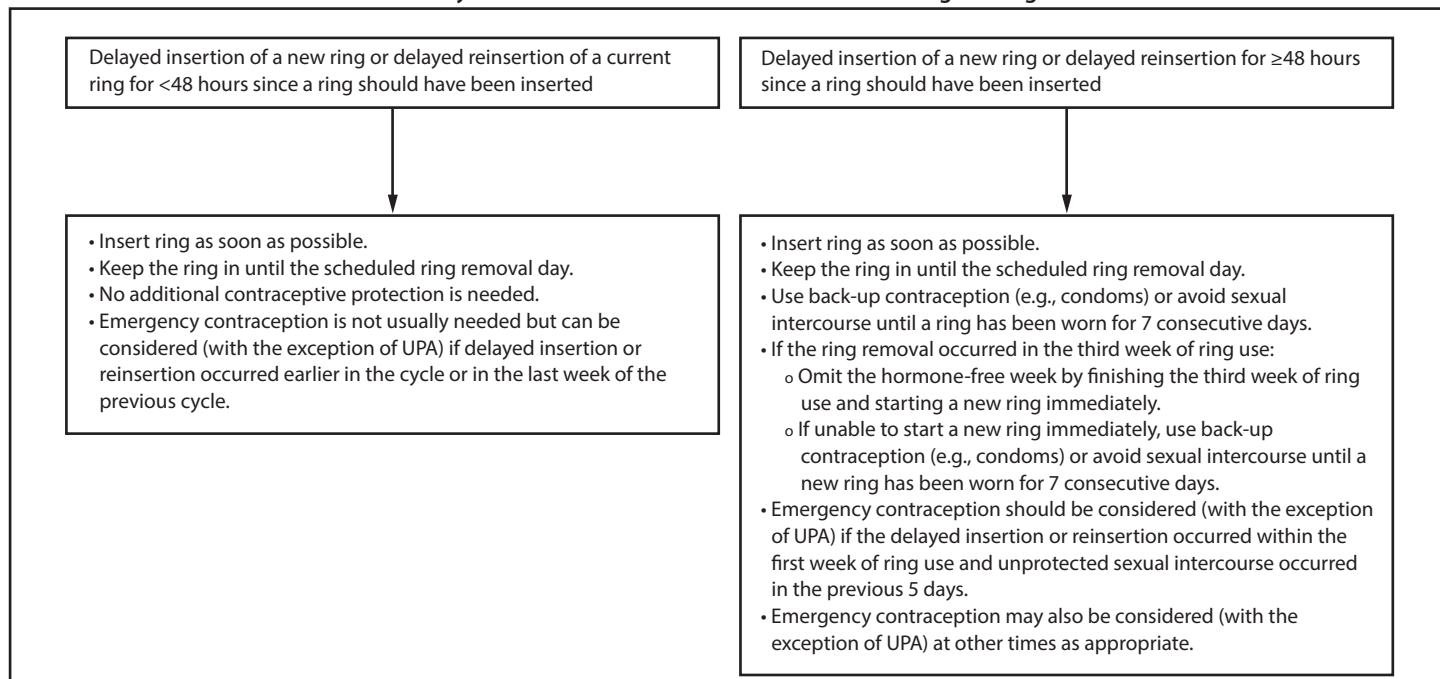 Delayed insertion of a new ring or delayed reinsertion of a current
ring for <48 hours since a ring should have been inserted
• Insert ring as soon as possible.
• Keep the ring in until the scheduled ring removal day.
• No additional contraceptive protection is needed.
• Emergency contraception is not usually needed but can be
considered (with the exception of UPA) if delayed insertion or
reinsertion occurred earlier in the cycle or in the last week of the
previous cycle.
Delayed insertion of a new ring or delayed reinsertion for ≥48 hours
since a ring should have been inserted
• Insert ring as soon as possible.
• Keep the ring in until the scheduled ring removal day.
• Use back-up contraception (e.g., condoms) or avoid sexual
intercourse until a ring has been worn for 7 consecutive days.
• If the ring removal occurred in the third week of ring use:
o Omit the hormone-free week by finishing the third week of ring
use and starting a new ring immediately.
o If unable to start a new ring immediately, use back-up
contraception (e.g., condoms) or avoid sexual intercourse until a
new ring has been worn for 7 consecutive days.
• Emergency contraception should be considered (with the exception
of UPA) if the delayed insertion or reinsertion occurred within the
first week of ring use and unprotected sexual intercourse occurred
in the previous 5 days.
• Emergency contraception may also be considered (with the
exception of UPA) at other times as appropriate.